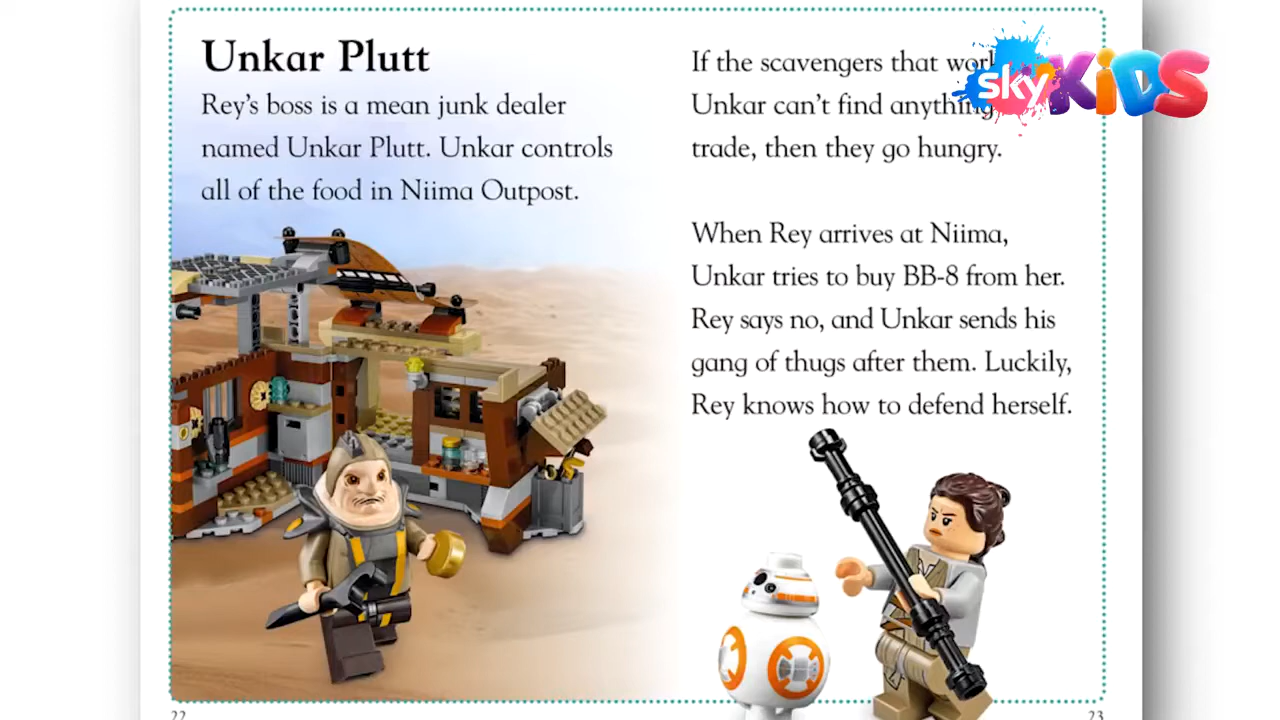 Unkar Plutt
Rey's boss is a mean junk dealer
named Unkar Plutt. Unkar controls
all of the food in Niima Outpost.
If the scavengers that work
Unkar can't find anything
trade, then they go hungry.
When Rey arrives at Niima,
Unkar tries to buy BB-8 from her.
Rey says no, and Unkar sends his
gang of thugs after them. Luckily,
Rey knows how to defend herself.
sky KiDS
22
23